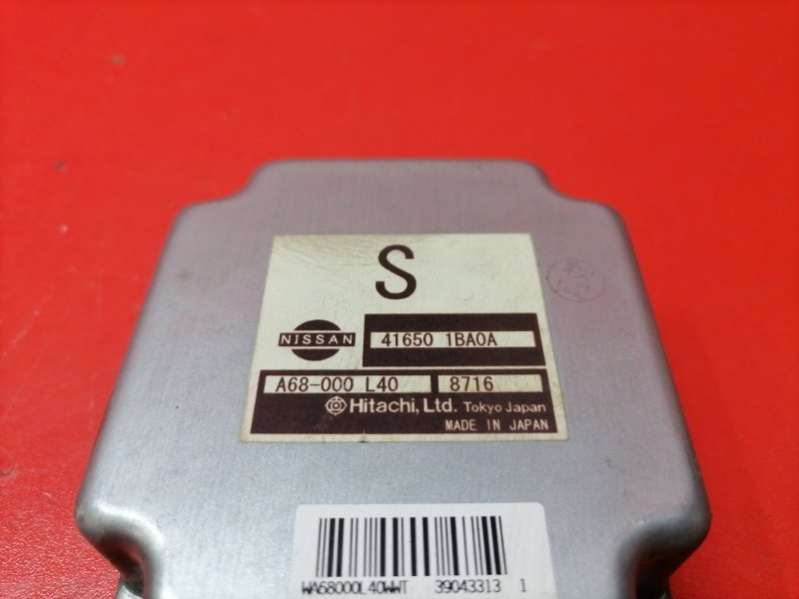 S
NISSAN 41650 1BA0A
A68-000 L40 8716
Hitachi, Ltd. Tokyo Japan
MADE IN JAPAN
WA68000L40WWT 39043313 1